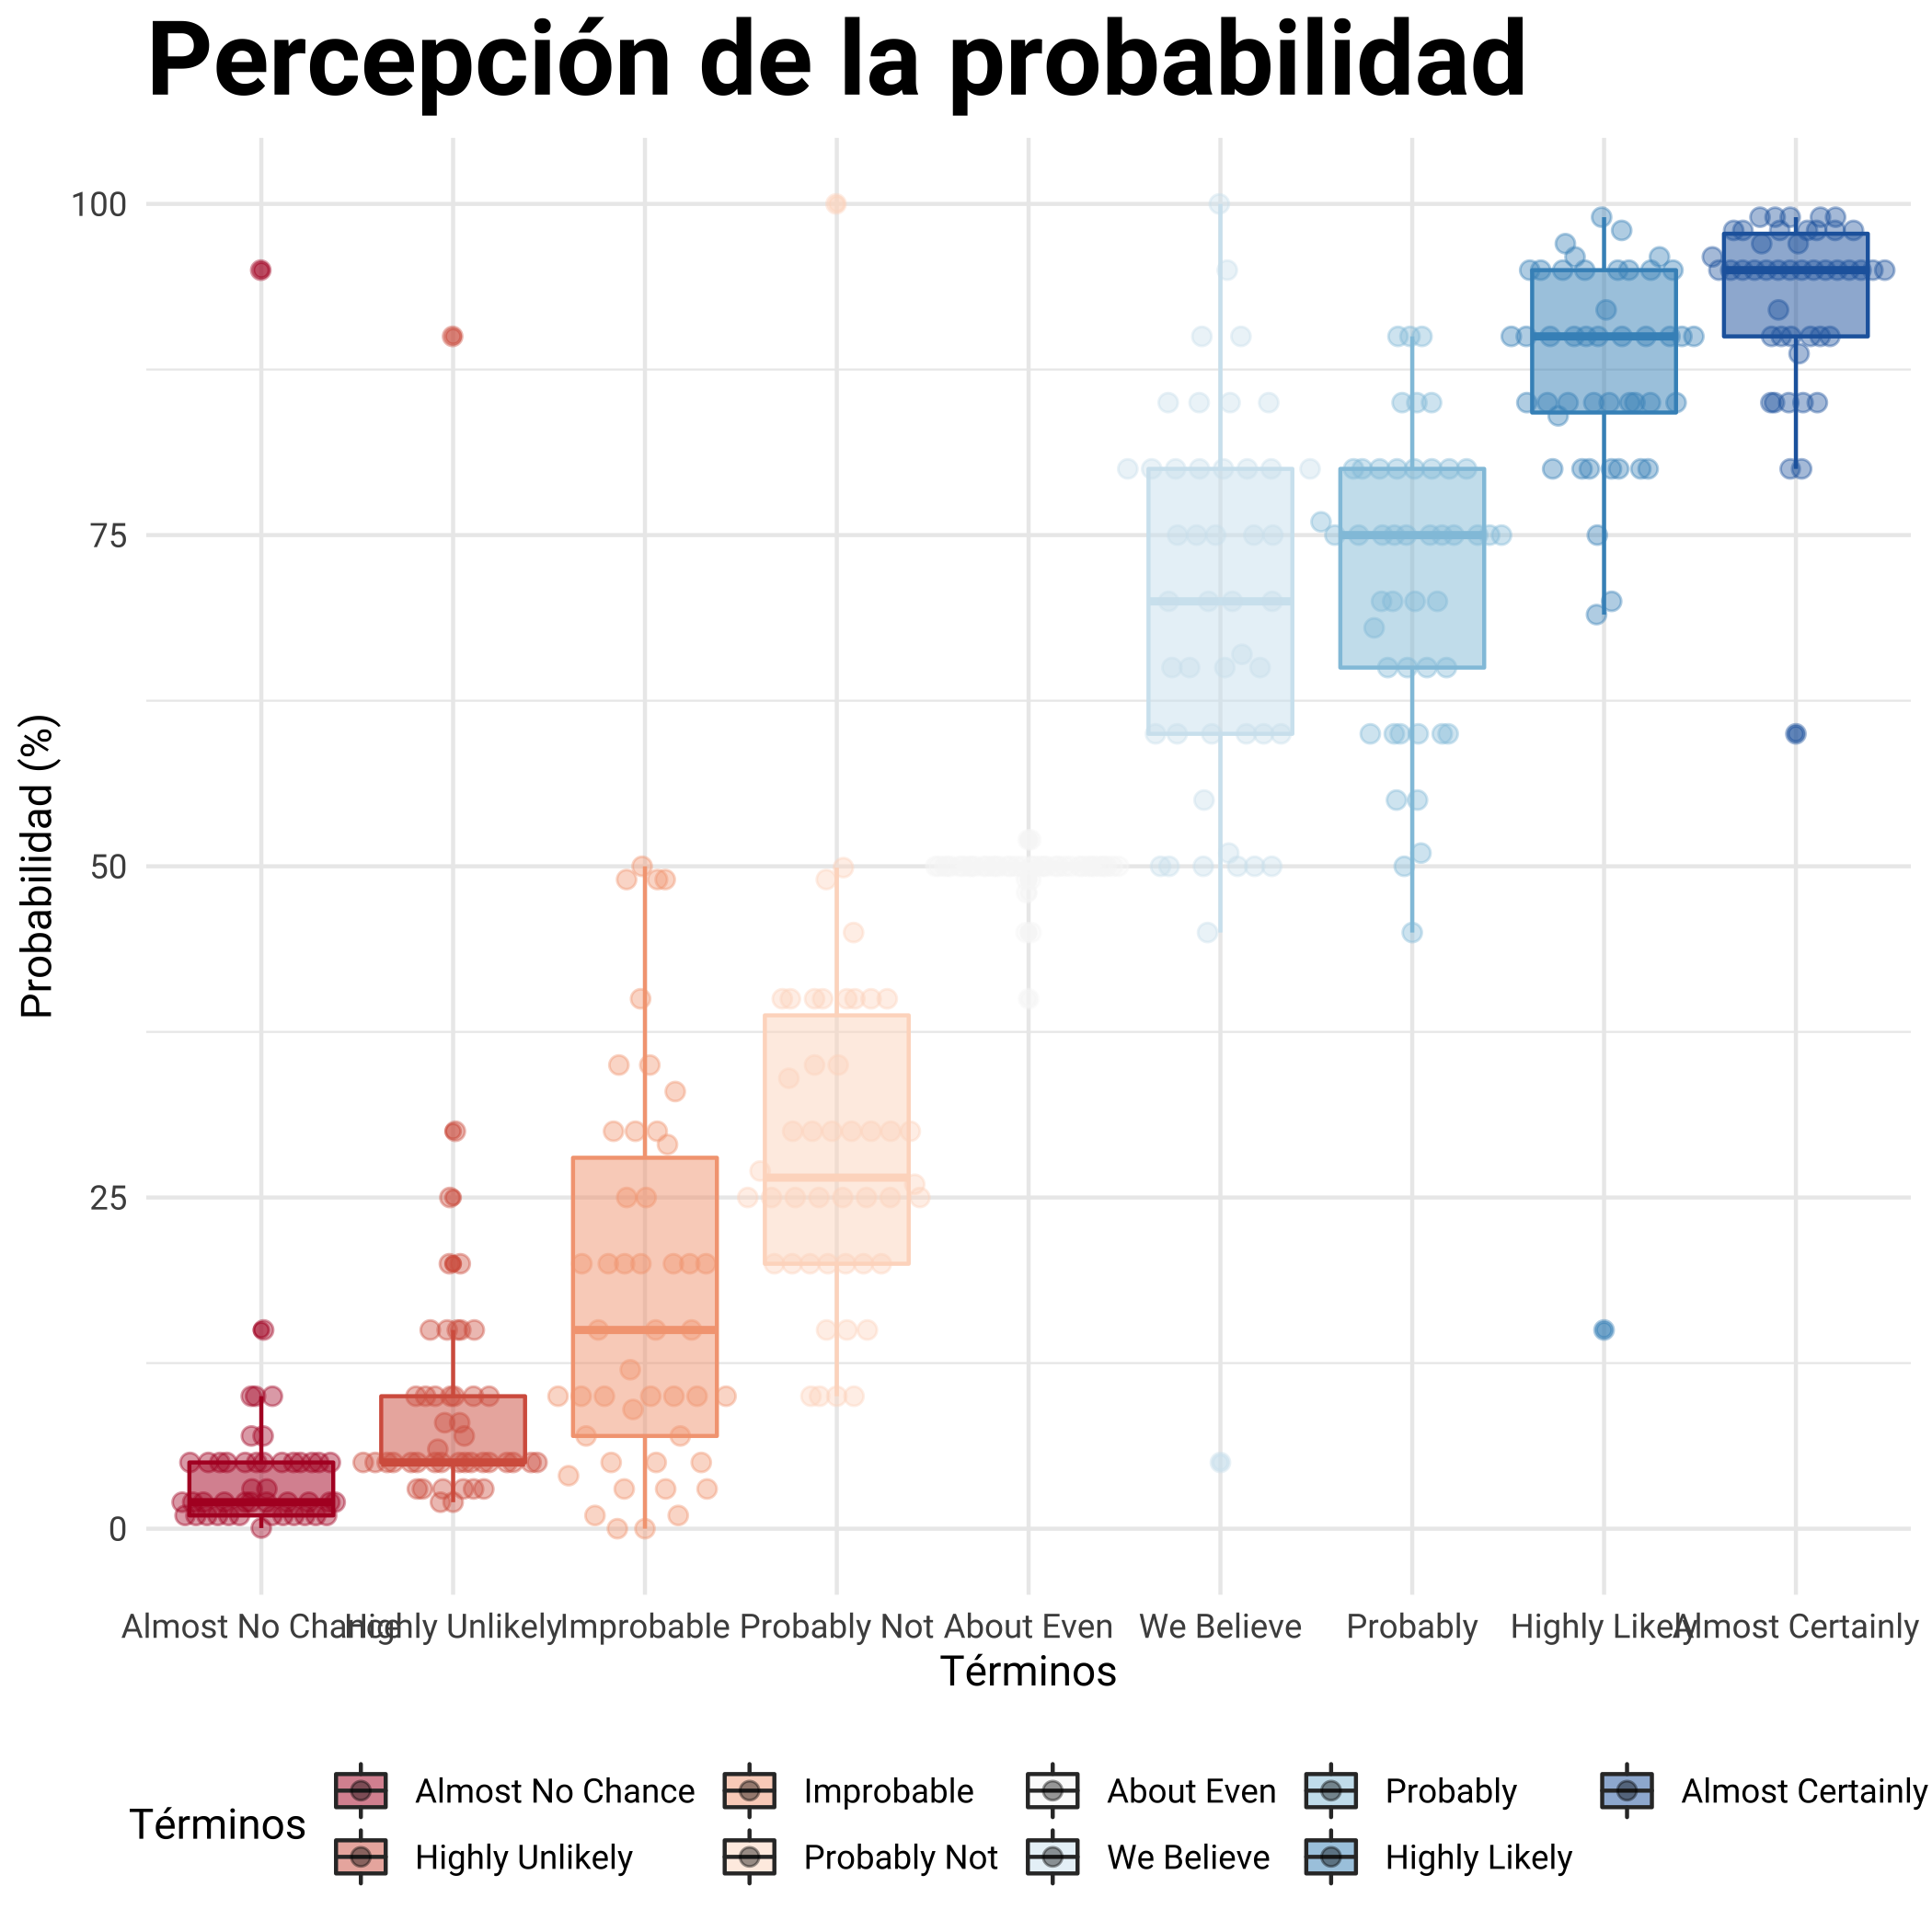 Percepción de la probabilidad
Probabilidad (%)
100
75
50
25
0
Almost No Chance Highly Unlikely Improbable Probably Not About Even We Believe Probably Highly Likely Almost Certainly
Términos
Términos
Almost No Chance Improbable About Even Probably Almost Certainly
Highly Unlikely Probably Not We Believe Highly Likely